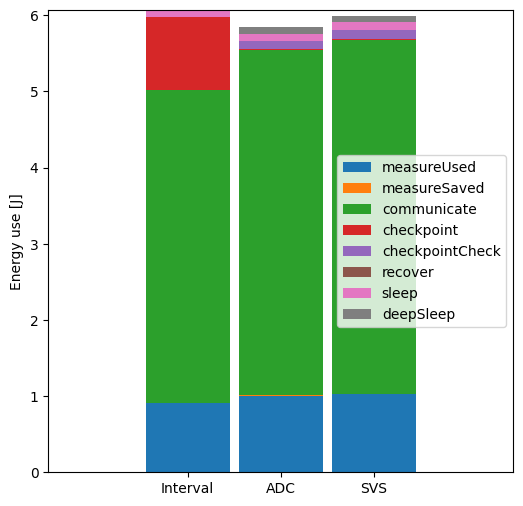 6
5
4
3
2
1
0
Energy use [J]
measureUsed
measureSaved
communicate
checkpoint
checkpointCheck
recover
sleep
deepSleep
Interval
ADC
SVS